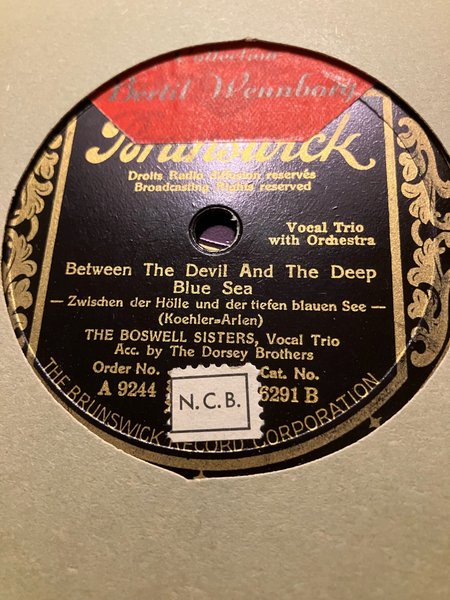 Collection
Bertil Wennborg
Brunswick
Droits Radio diffusion reservés
Broadcasting Rights reserved
Vocal Trio
with Orchestra
Between The Devil And The Deep
Blue Sea
— Zwischen der Hölle und der tiefen blauen See —
(Koehler=Arlen)
THE BOSWELL SISTERS, Vocal Trio
Acc. by The Dorsey Brothers
Order No. Cat. No.
A 9244 6291 B
N.C.B.
THE BRUNSWICK RECORD CORPORATION